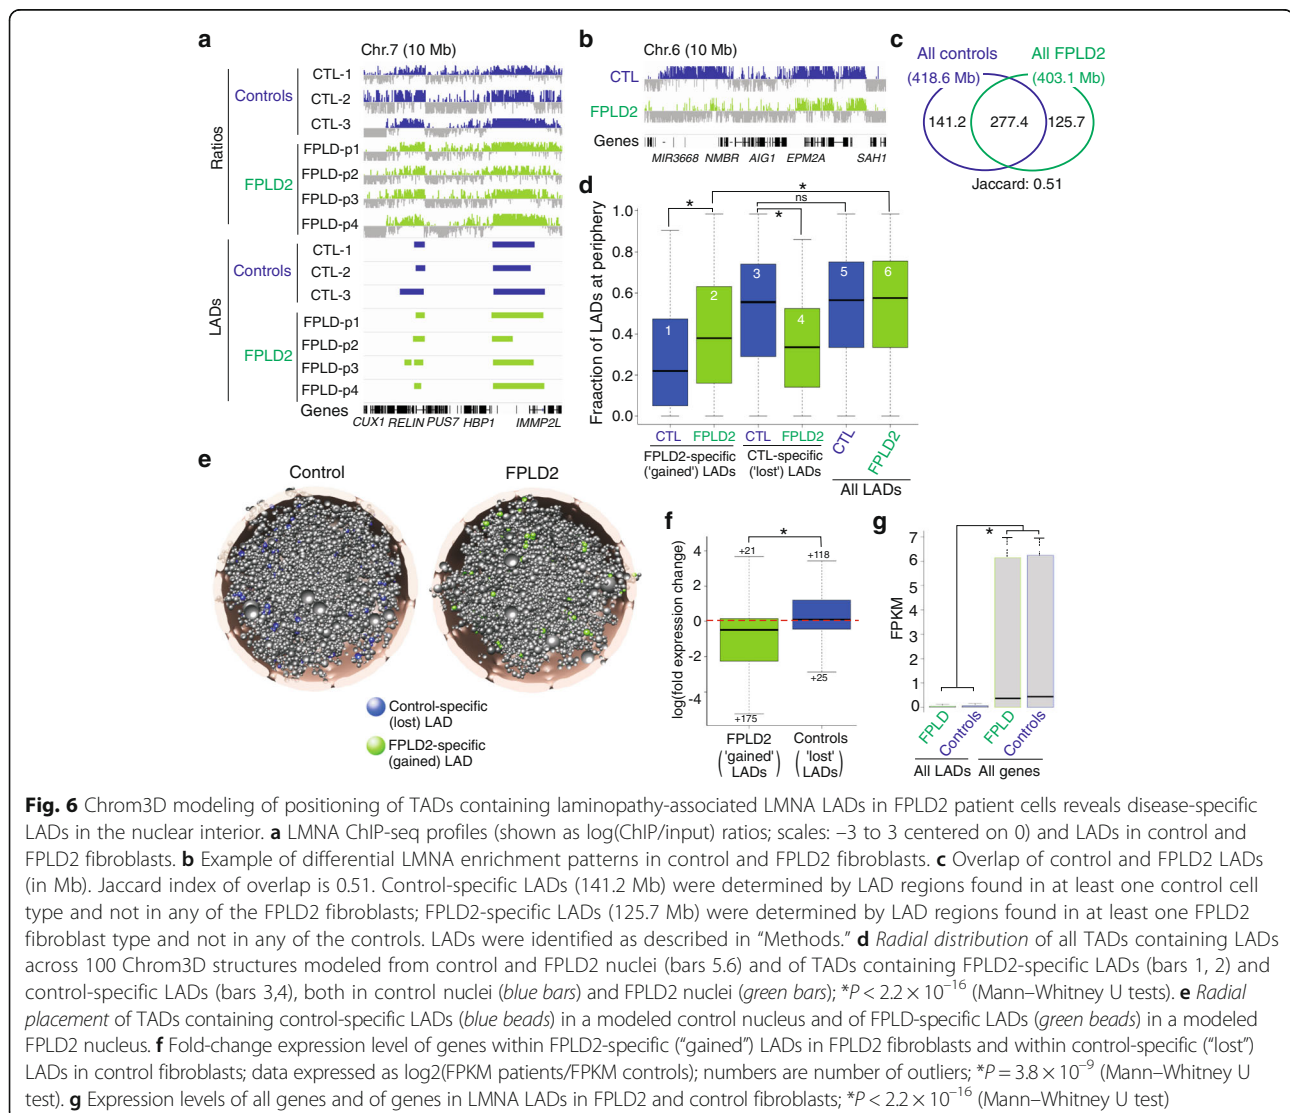 a
Chr.7 (10 Mb)
Ratios
Controls
CTL-1
CTL-2
CTL-3
FPLD2
FPLD-p1
FPLD-p2
FPLD-p3
FPLD-p4
LADs
Controls
CTL-1
CTL-2
CTL-3
FPLD2
FPLD-p1
FPLD-p2
FPLD-p3
FPLD-p4
Genes
CUX1 RELIN PUS7 HBP1 IMMP2L
b
Chr.6 (10 Mb)
CTL
FPLD2
Genes
MIR3668 NMBR AIG1 EPM2A SAH1
c
All controls All FPLD2
(418.6 Mb) (403.1 Mb)
141.2 277.4 125.7
Jaccard: 0.51
d
Fraaction of LADs at periphery
1.0
0.8
0.6
0.4
0.2
0.0
* * ns *
1 2 3 4 5 6
CTL FPLD2 CTL FPLD2 CTL FPLD2
FPLD2-specific CTL-specific
('gained') LADs ('lost') LADs
All LADs
e
Control FPLD2
Control-specific
(lost) LAD
FPLD2-specific
(gained) LAD
f
log(fold expression change)
4
2
0
-2
-4
*
+21 +118
+175 +25
FPLD2 Controls
('gained' LADs) ('lost' LADs)
g
FPKM
7
6
5
4
3
2
1
0
*
FPLD Controls FPLD Controls
All LADs All genes
Fig. 6 Chrom3D modeling of positioning of TADs containing laminopathy-associated LMNA LADs in FPLD2 patient cells reveals disease-specific
LADs in the nuclear interior. a LMNA ChIP-seq profiles (shown as log(ChIP/input) ratios; scales: –3 to 3 centered on 0) and LADs in control and
FPLD2 fibroblasts. b Example of differential LMNA enrichment patterns in control and FPLD2 fibroblasts. c Overlap of control and FPLD2 LADs
(in Mb). Jaccard index of overlap is 0.51. Control-specific LADs (141.2 Mb) were determined by LAD regions found in at least one control cell
type and not in any of the FPLD2 fibroblasts; FPLD2-specific LADs (125.7 Mb) were determined by LAD regions found in at least one FPLD2
fibroblast type and not in any of the controls. LADs were identified as described in “Methods.” d Radial distribution of all TADs containing LADs
across 100 Chrom3D structures modeled from control and FPLD2 nuclei (bars 5.6) and of TADs containing FPLD2-specific LADs (bars 1, 2) and
control-specific LADs (bars 3,4), both in control nuclei (blue bars) and FPLD2 nuclei (green bars); *P < 2.2 × 10⁻¹⁶ (Mann–Whitney U tests). e Radial
placement of TADs containing control-specific LADs (blue beads) in a modeled control nucleus and of FPLD-specific LADs (green beads) in a modeled
FPLD2 nucleus. f Fold-change expression level of genes within FPLD2-specific (“gained”) LADs in FPLD2 fibroblasts and within control-specific (“lost”)
LADs in control fibroblasts; data expressed as log2(FPKM patients/FPKM controls); numbers are number of outliers; *P = 3.8 × 10⁻⁹ (Mann–Whitney U
test). g Expression levels of all genes and of genes in LMNA LADs in FPLD2 and control fibroblasts; *P < 2.2 × 10⁻¹⁶ (Mann–Whitney U test)